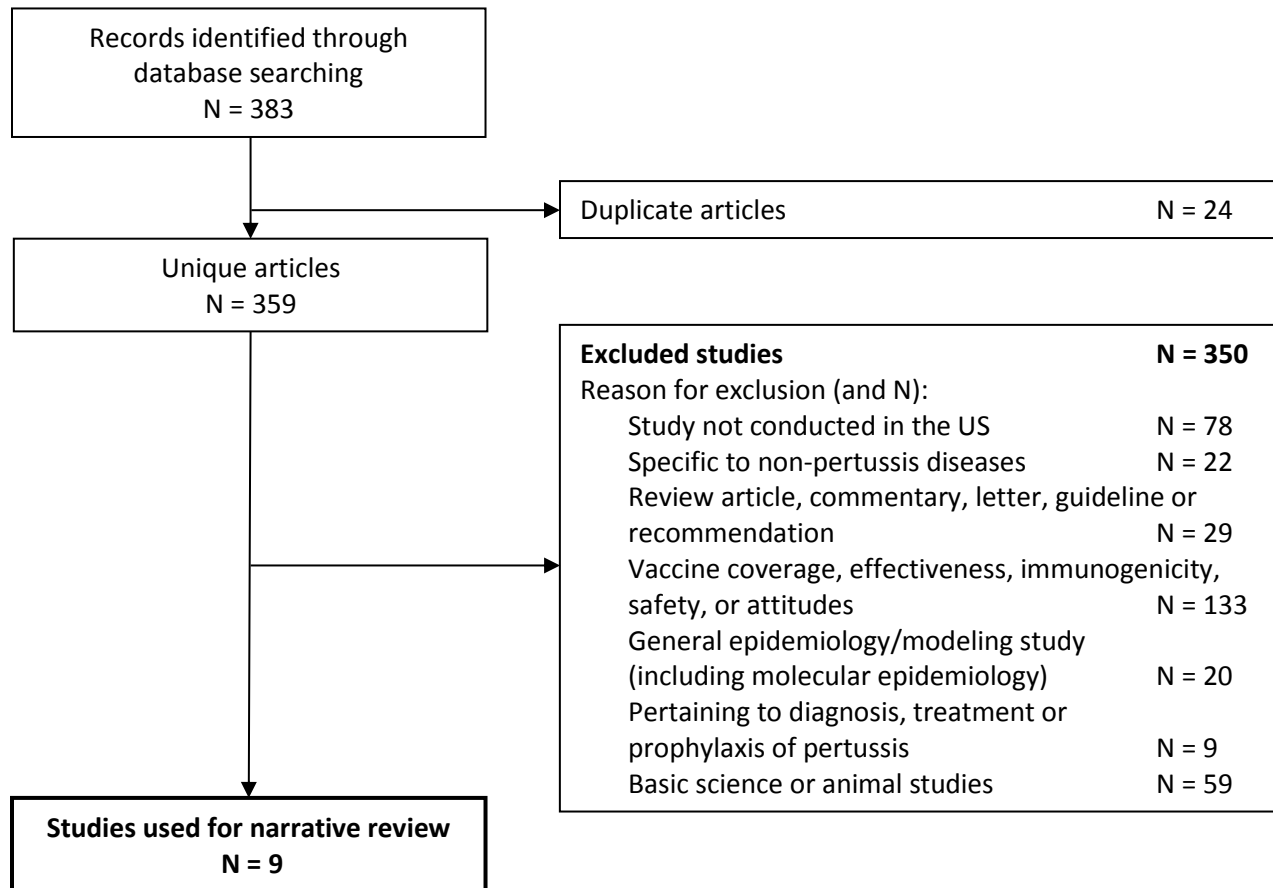 Records identified through
database searching
N = 383
Duplicate articles N = 24
Unique articles
N = 359
Excluded studies N = 350
Reason for exclusion (and N):
Study not conducted in the US N = 78
Specific to non-pertussis diseases N = 22
Review article, commentary, letter, guideline or
recommendation N = 29
Vaccine coverage, effectiveness, immunogenicity,
safety, or attitudes N = 133
General epidemiology/modeling study
(including molecular epidemiology) N = 20
Pertaining to diagnosis, treatment or
prophylaxis of pertussis N = 9
Basic science or animal studies N = 59
Studies used for narrative review
N = 9